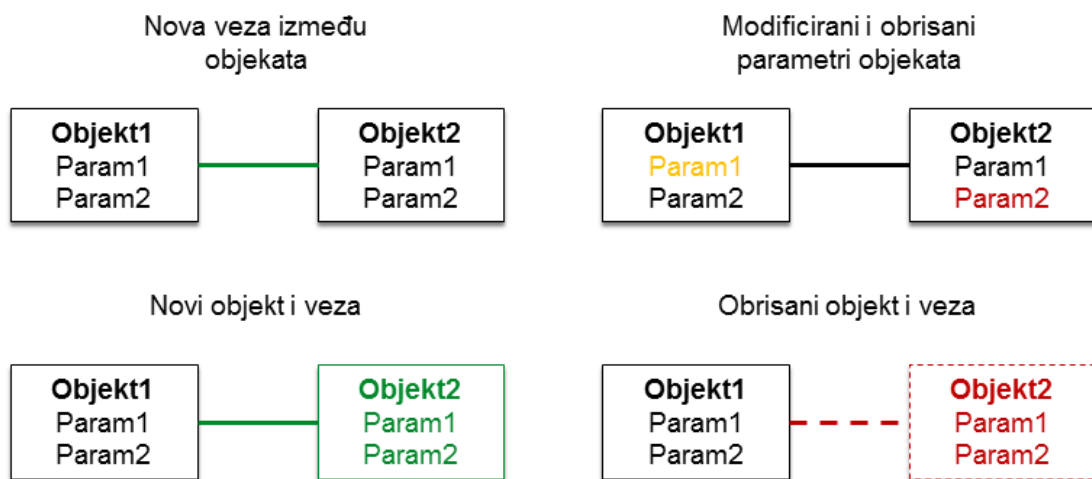 Nova veza između
objekata
Objekt1
Param1
Param2
Objekt2
Param1
Param2
Modificirani i obrisani
parametri objekata
Objekt1
Param1
Param2
Objekt2
Param1
Param2
Novi objekt i veza
Objekt1
Param1
Param2
Objekt2
Param1
Param2
Obrisani objekt i veza
Objekt1
Param1
Param2
Objekt2
Param1
Param2